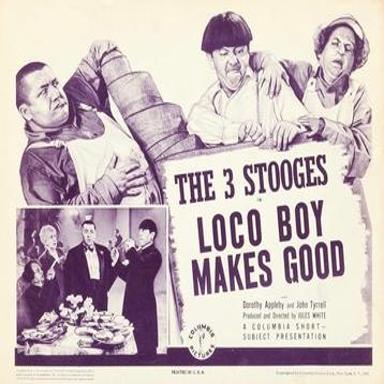 THE 3 STOOGES
in
LOCO BOY
MAKES GOOD
with
Dorothy Appleby and John Tyrrell
Produced and Directed by JULES WHITE
A COLUMBIA SHORT-
SUBJECT PRESENTATION
COLUMBIA
PICTURES
PRINTED IN U.S.A.